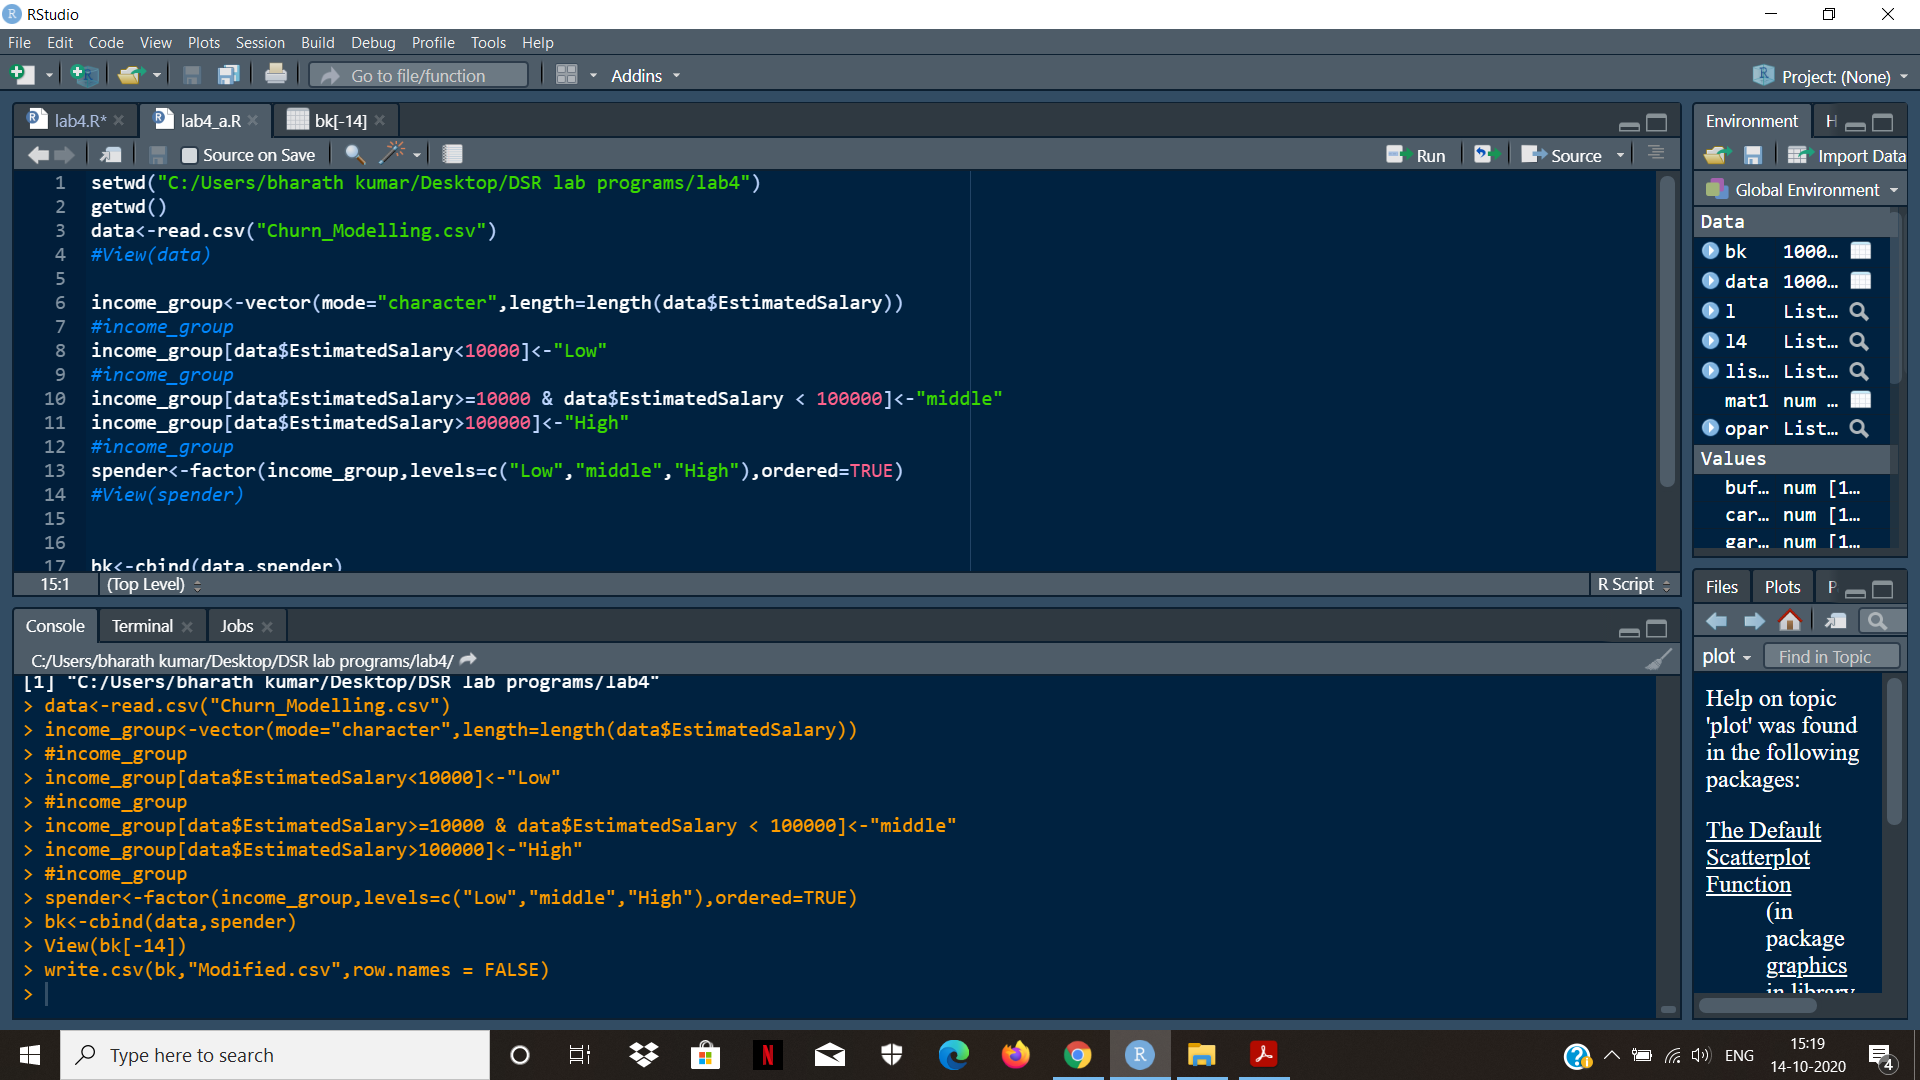 RStudio
File Edit Code View Plots Session Build Debug Profile Tools Help
Go to file/function Addins Project: (None)
lab4.R* lab4_a.R bk[-14]
Source on Save Run Source
1 setwd("C:/Users/bharath kumar/Desktop/DSR lab programs/lab4")
2 getwd()
3 data<-read.csv("Churn_Modelling.csv")
4 #View(data)
5
6 income_group<-vector(mode="character",length=length(data$EstimatedSalary))
7 #income_group
8 income_group[data$EstimatedSalary<10000]<-"Low"
9 #income_group
10 income_group[data$EstimatedSalary>=10000 & data$EstimatedSalary < 100000]<-"middle"
11 income_group[data$EstimatedSalary>100000]<-"High"
12 #income_group
13 spender<-factor(income_group,levels=c("Low","middle","High"),ordered=TRUE)
14 #View(spender)
15
16
17 bk<-cbind(data,spender)
15:1 (Top Level) R Script
Console Terminal Jobs
C:/Users/bharath kumar/Desktop/DSR lab programs/lab4/
[1] "C:/Users/bharath kumar/Desktop/DSR lab programs/lab4"
> data<-read.csv("Churn_Modelling.csv")
> income_group<-vector(mode="character",length=length(data$EstimatedSalary))
> #income_group
> income_group[data$EstimatedSalary<10000]<-"Low"
> #income_group
> income_group[data$EstimatedSalary>=10000 & data$EstimatedSalary < 100000]<-"middle"
> income_group[data$EstimatedSalary>100000]<-"High"
> #income_group
> spender<-factor(income_group,levels=c("Low","middle","High"),ordered=TRUE)
> bk<-cbind(data,spender)
> View(bk[-14])
> write.csv(bk,"Modified.csv",row.names = FALSE)
>
Environment H
Import Data
Global Environment
Data
bk 1000…
data 1000…
l List…
l4 List…
lis… List…
mat1 num …
opar List…
Values
buf… num [1…
car… num [1…
gar… num [1…
Files Plots P
plot Find in Topic
Help on topic
'plot' was found
in the following
packages:
The Default
Scatterplot
Function
(in
package
graphics
in library
Type here to search
ENG
15:19
14-10-2020
4